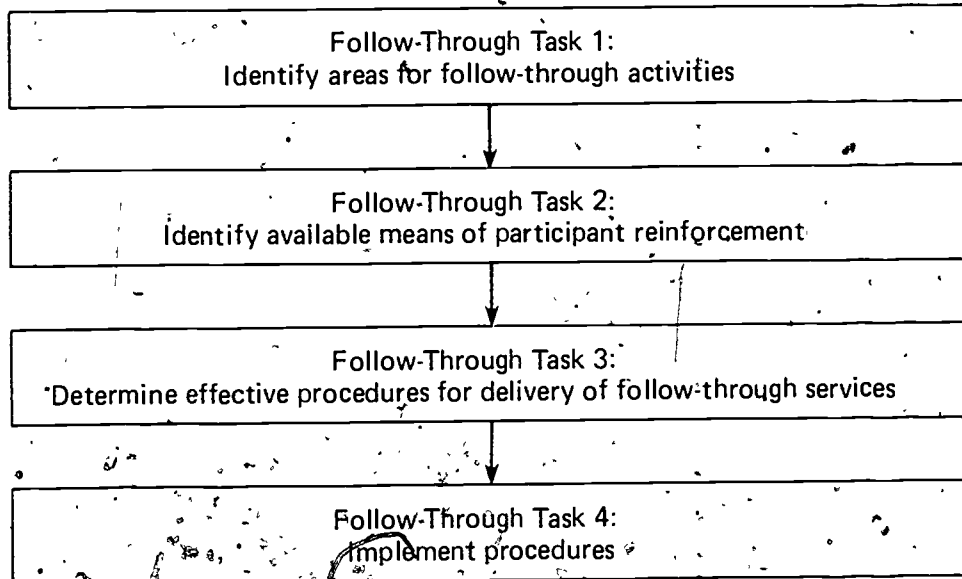 Follow-Through Task 1:
Identify areas for follow-through activities
Follow-Through Task 2:
Identify available means of participant reinforcement
Follow-Through Task 3:
Determine effective procedures for delivery of follow-through services
Follow-Through Task 4:
Implement procedures